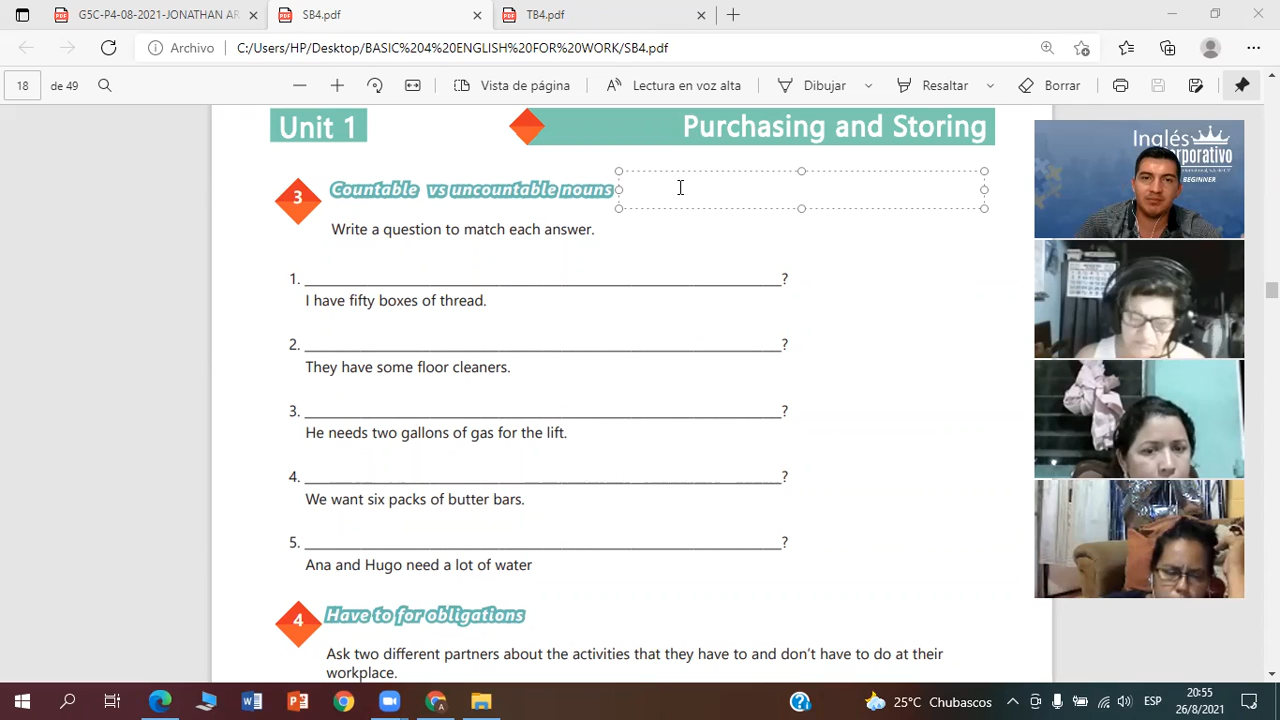 G5C-P4-08-2021-JONATHAN AR
SB4.pdf
TB4.pdf
Archivo
C:/Users/HP/Desktop/BASIC%204%20ENGLISH%20FOR%20WORK/SB4.pdf
18
de 49
Vista de página
Lectura en voz alta
Dibujar
Resaltar
Borrar
Unit 1
Purchasing and Storing
3
Countable vs uncountable nouns
Write a question to match each answer.
1. ?
I have fifty boxes of thread.
2. ?
They have some floor cleaners.
3. ?
He needs two gallons of gas for the lift.
4. ?
We want six packs of butter bars.
5. ?
Ana and Hugo need a lot of water
4
Have to for obligations
Ask two different partners about the activities that they have to and don't have to do at their
workplace.
Inglés
orporativo
BEGINNER
25°C Chubascos
ESP
20:55
26/8/2021